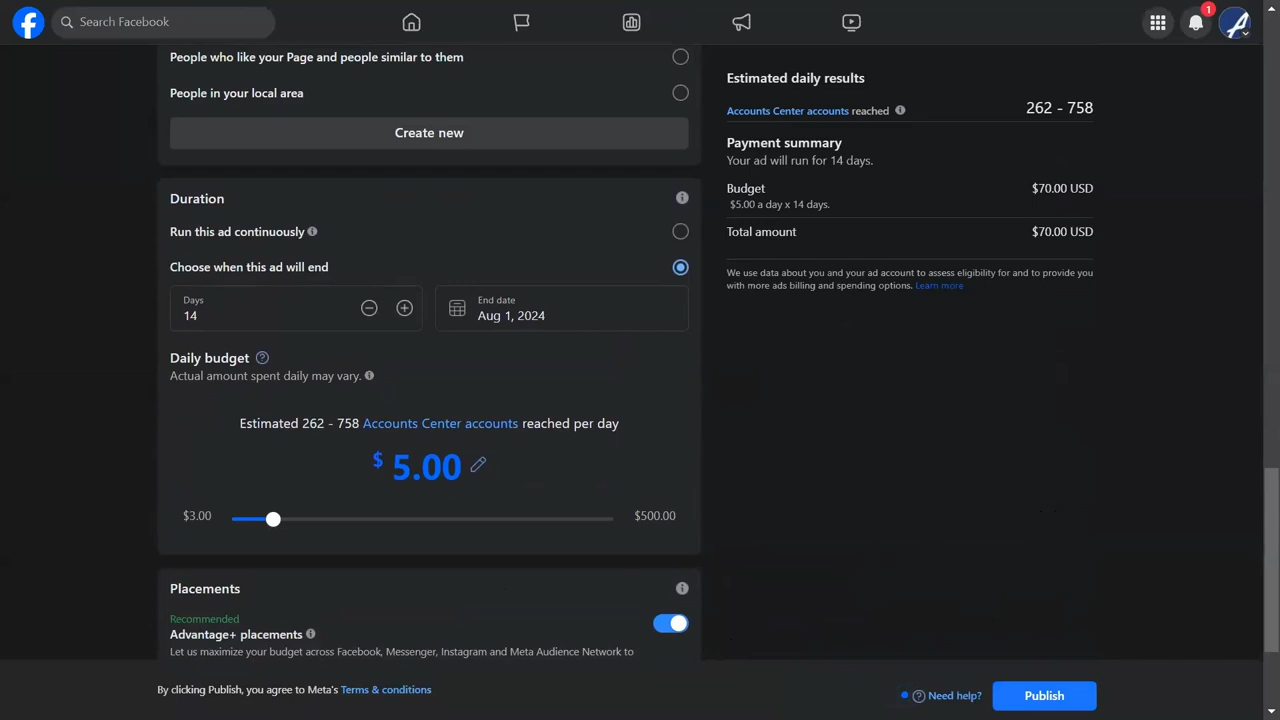 Search Facebook
1
People who like your Page and people similar to them
People in your local area
Create new
Duration
Run this ad continuously
Choose when this ad will end
Days
14
End date
Aug 1, 2024
Daily budget
Actual amount spent daily may vary.
Estimated 262 - 758 Accounts Center accounts reached per day
$ 5.00
$3.00
$500.00
Placements
Recommended
Advantage+ placements
Let us maximize your budget across Facebook, Messenger, Instagram and Meta Audience Network to
Estimated daily results
Accounts Center accounts reached 262 - 758
Payment summary
Your ad will run for 14 days.
Budget $70.00 USD
$5.00 a day x 14 days.
Total amount $70.00 USD
We use data about you and your ad account to assess eligibility for and to provide you
with more ads billing and spending options. Learn more
By clicking Publish, you agree to Meta's Terms & conditions
Need help?
Publish